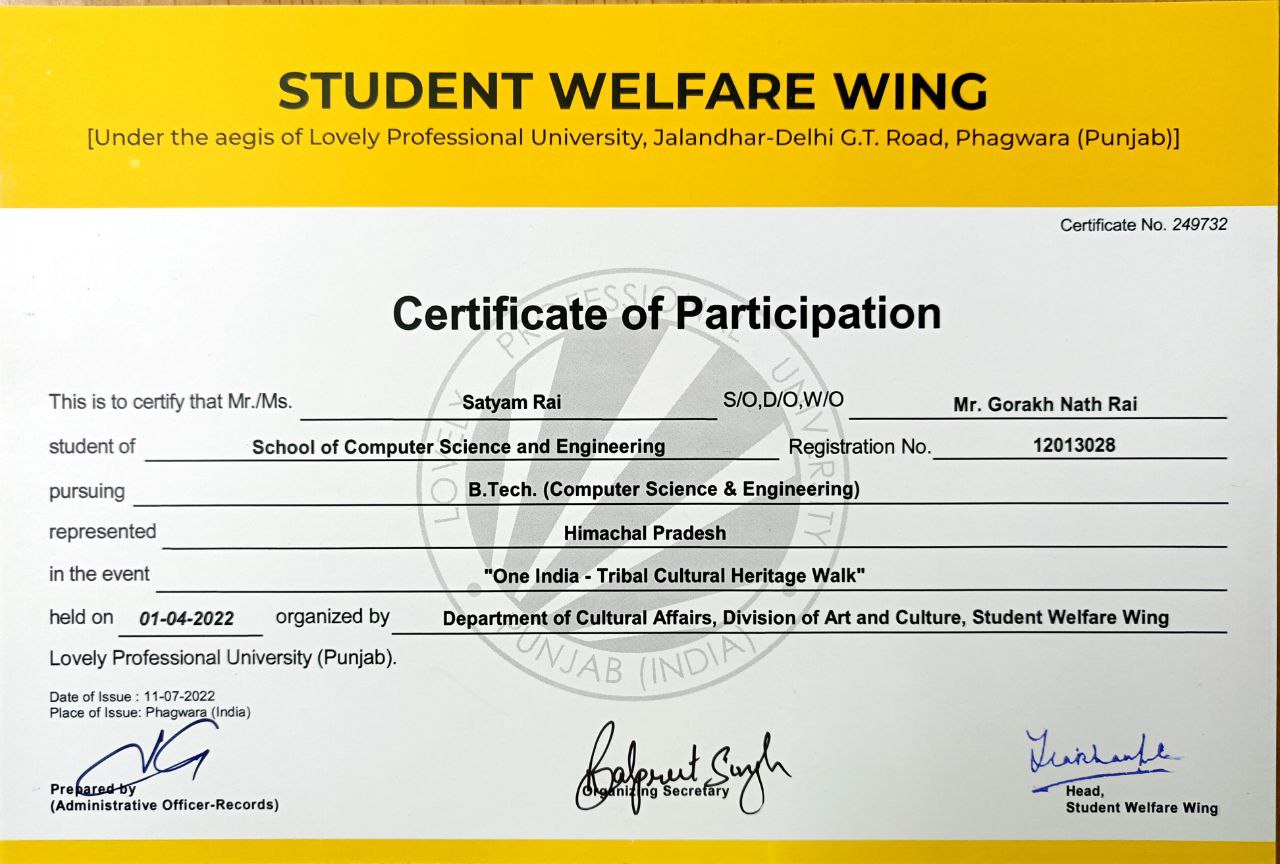 STUDENT WELFARE WING
[Under the aegis of Lovely Professional University, Jalandhar-Delhi G.T. Road, Phagwara (Punjab)]
Certificate No. 249732
Certificate of Participation
This is to certify that Mr./Ms. Satyam Rai S/O,D/O,W/O Mr. Gorakh Nath Rai
student of School of Computer Science and Engineering Registration No. 12013028
pursuing B.Tech. (Computer Science & Engineering)
represented Himachal Pradesh
in the event "One India - Tribal Cultural Heritage Walk"
held on 01-04-2022 organized by Department of Cultural Affairs, Division of Art and Culture, Student Welfare Wing
Lovely Professional University (Punjab).
LOVELY PROFESSIONAL UNIVERSITY
PUNJAB (INDIA)
Date of Issue : 11-07-2022
Place of Issue: Phagwara (India)
Balpreet Singh
Prepared by
(Administrative Officer-Records)
Organizing Secretary
Head,
Student Welfare Wing